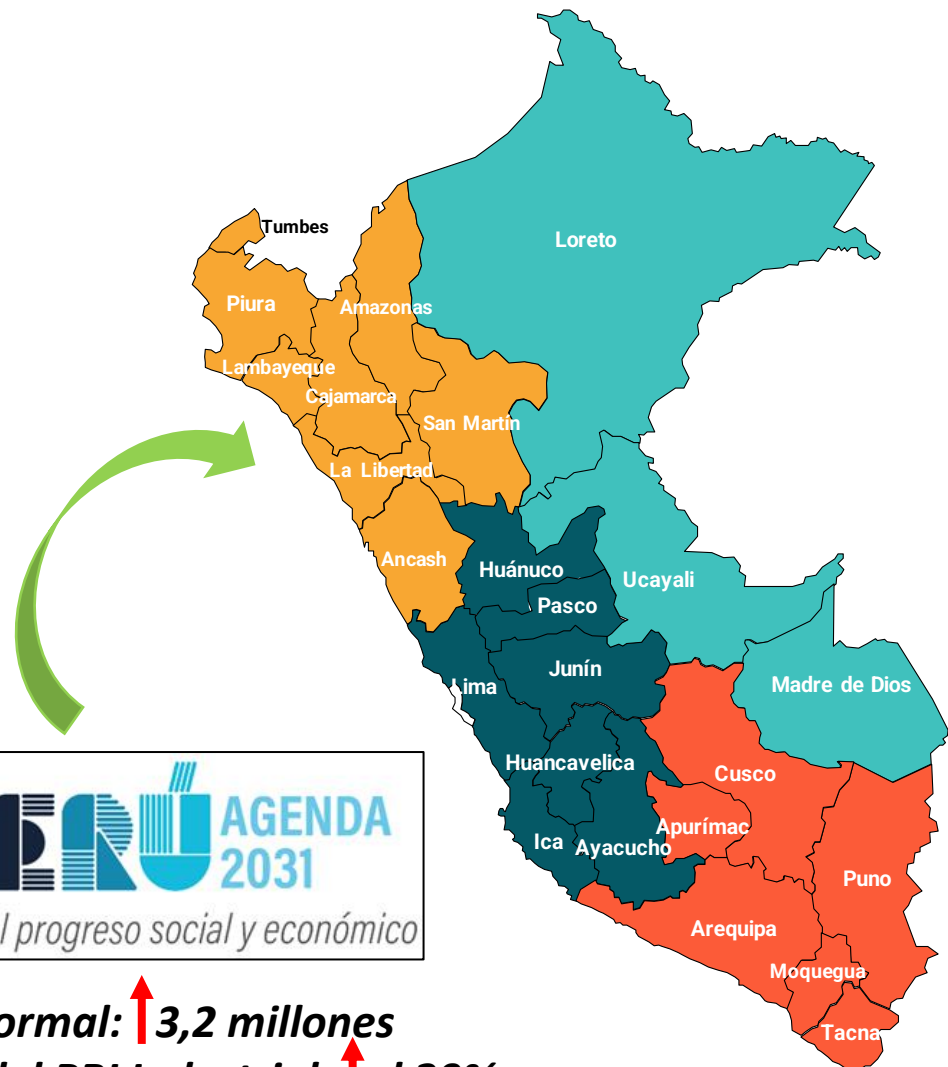 Tumbes
Loreto
Piura
Amazonas
Lambayeque
Cajamarca
San Martín
La Libertad
Ancash
Huánuco
Ucayali
Pasco
Junín
Lima
Madre de Dios
Huancavelica
Cusco
Apurímac
Ica
Ayacucho
Puno
Arequipa
Moquegua
Tacna
ERÚ AGENDA
2031
l progreso social y económico
ormal: 3,2 millones